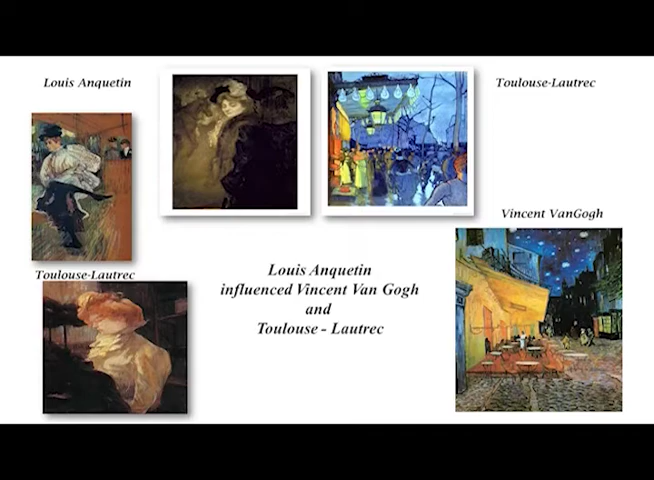 Louis Anquetin
Toulouse-Lautrec
Vincent VanGogh
Toulouse-Lautrec
Louis Anquetin
influenced Vincent Van Gogh
and
Toulouse - Lautrec